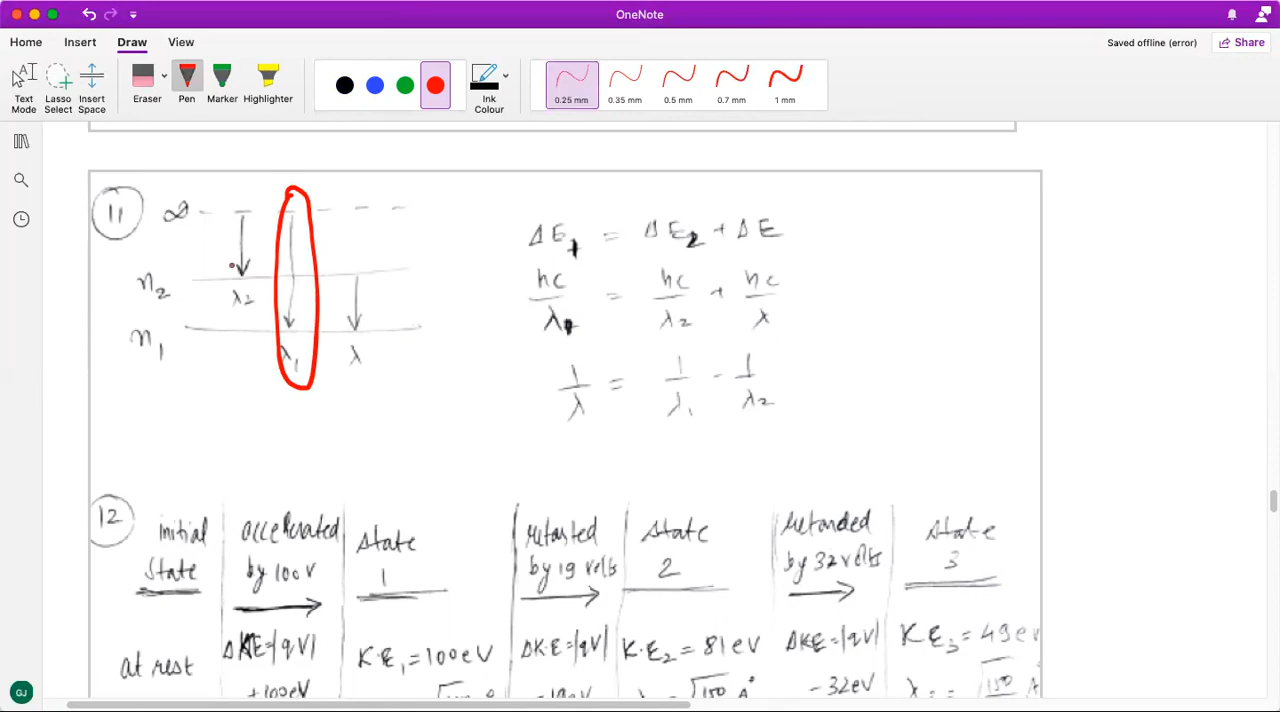 OneNote
Home Insert Draw View
Saved offline (error)
Share
Text Mode
Lasso Select
Insert Space
Eraser
Pen
Marker
Highlighter
Ink Colour
0.25 mm
0.35 mm
0.5 mm
0.7 mm
1 mm
11
∞
n₂
λ₂
n₁
λ₁
λ
ΔE₁ = ΔE₂ + ΔE
hc/λ₁ = hc/λ₂ + hc/λ
1/λ = 1/λ₁ - 1/λ₂
12
initial state
accelerated by 100V
state 1
by 19 volts
state 2
retarded by 32 volts
state 3
at rest
ΔKE=|qV|
+100eV
K.E₁=100eV
ΔK.E=|qV|
-19eV
K.E₂=81eV
λ₂=√150 A°
ΔKE=|qV|
-32eV
K.E₃=49eV
GJ